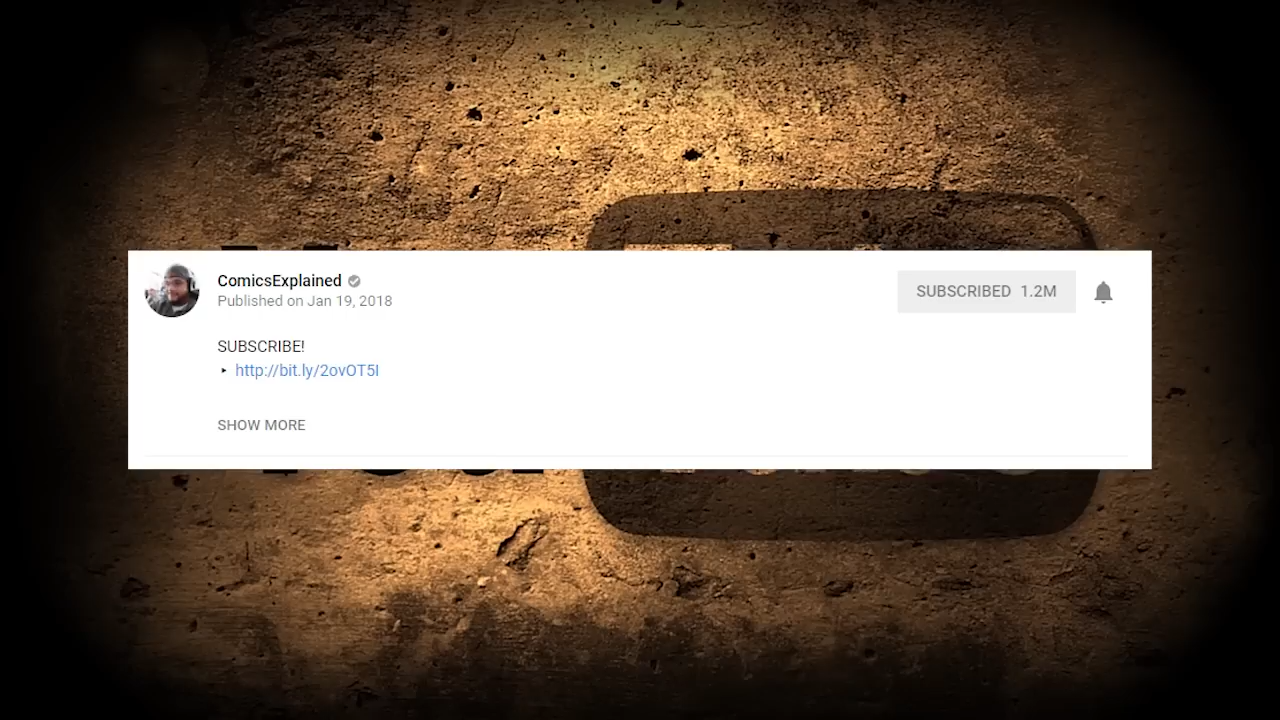 ComicsExplained
Published on Jan 19, 2018
SUBSCRIBED 1.2M
SUBSCRIBE!
‣ http://bit.ly/2ovOT5I
SHOW MORE